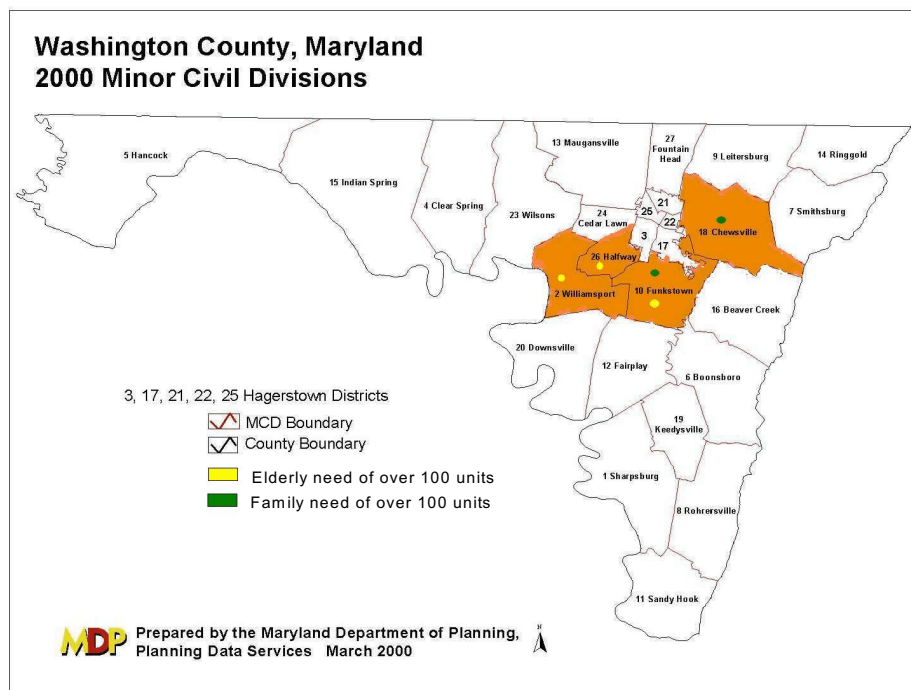 Washington County, Maryland
2000 Minor Civil Divisions
5 Hancock
15 Indian Spring
4 Clear Spring
23 Wilsons
13 Maugansville
27
Fountain
Head
9 Leitersburg
14 Ringgold
7 Smithsburg
24
Cedar Lawn
25
21
22
3
17
18 Chewsville
26 Halfway
2 Williamsport
10 Funkstown
16 Beaver Creek
20 Downsville
12 Fairplay
6 Boonsboro
19
Keedysville
1 Sharpsburg
8 Rohrersville
11 Sandy Hook
3, 17, 21, 22, 25 Hagerstown Districts
MCD Boundary
County Boundary
Elderly need of over 100 units
Family need of over 100 units
MDP
Prepared by the Maryland Department of Planning,
Planning Data Services March 2000
N